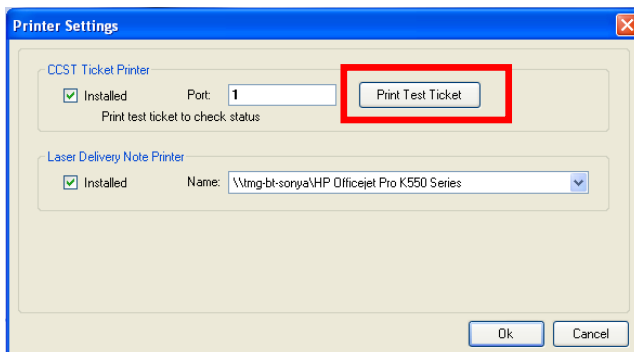 Printer Settings
CCST Ticket Printer
Installed Port: 1 Print Test Ticket
Print test ticket to check status
Laser Delivery Note Printer
Installed Name: \\tmg-bt-sonya\HP Officejet Pro K550 Series
Ok Cancel